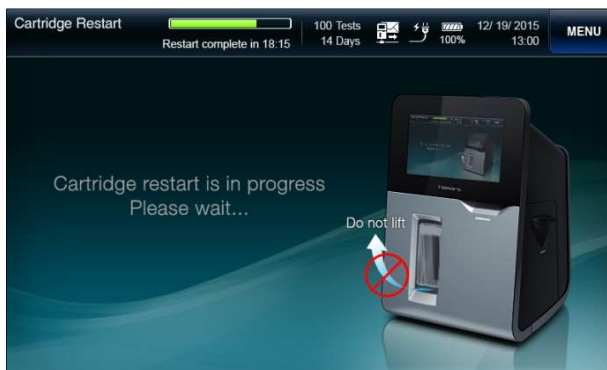 Cartridge Restart
Restart complete in 18:15
100 Tests
14 Days
100%
12/ 19/ 2015
13:00
MENU
Cartridge restart is in progress
Please wait...
Do not lift